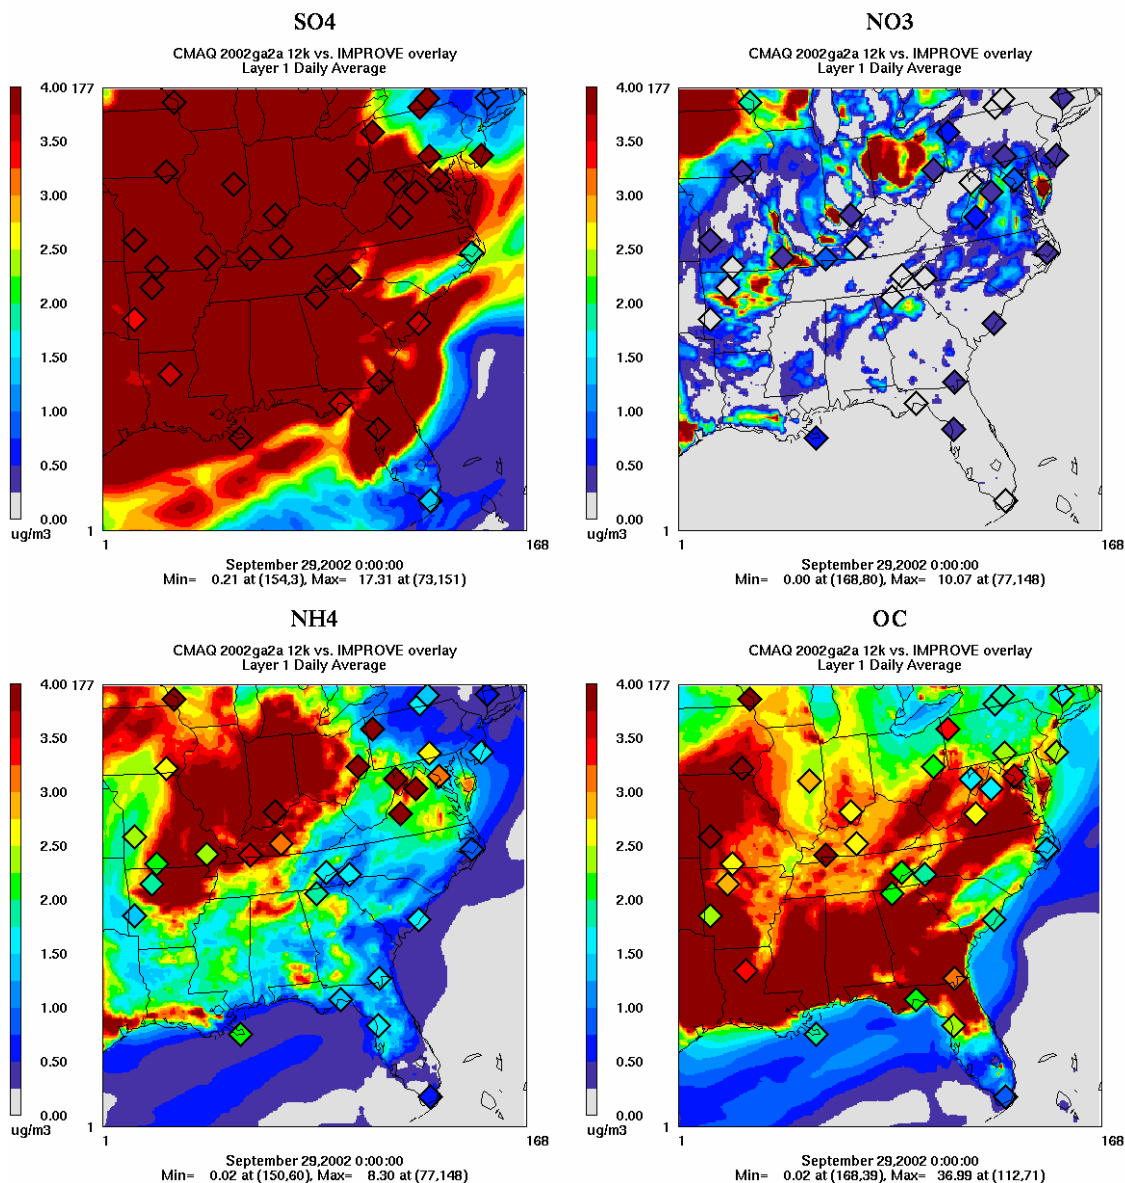 SO4
CMAQ 2002ga2a 12k vs. IMPROVE overlay
Layer 1 Daily Average
4.00 177
3.50
3.00
2.50
2.00
1.50
1.00
0.50
0.00
ug/m3
1
1
168
September 29,2002 0:00:00
Min= 0.21 at (154,3), Max= 17.31 at (73,151)
NO3
CMAQ 2002ga2a 12k vs. IMPROVE overlay
Layer 1 Daily Average
4.00 177
3.50
3.00
2.50
2.00
1.50
1.00
0.50
0.00
ug/m3
1
1
168
September 29,2002 0:00:00
Min= 0.00 at (168,80), Max= 10.07 at (77,148)
NH4
CMAQ 2002ga2a 12k vs. IMPROVE overlay
Layer 1 Daily Average
4.00 177
3.50
3.00
2.50
2.00
1.50
1.00
0.50
0.00
ug/m3
1
1
168
September 29,2002 0:00:00
Min= 0.02 at (150,60), Max= 8.30 at (77,148)
OC
CMAQ 2002ga2a 12k vs. IMPROVE overlay
Layer 1 Daily Average
4.00 177
3.50
3.00
2.50
2.00
1.50
1.00
0.50
0.00
ug/m3
1
1
168
September 29,2002 0:00:00
Min= 0.02 at (168,39), Max= 36.99 at (112,71)